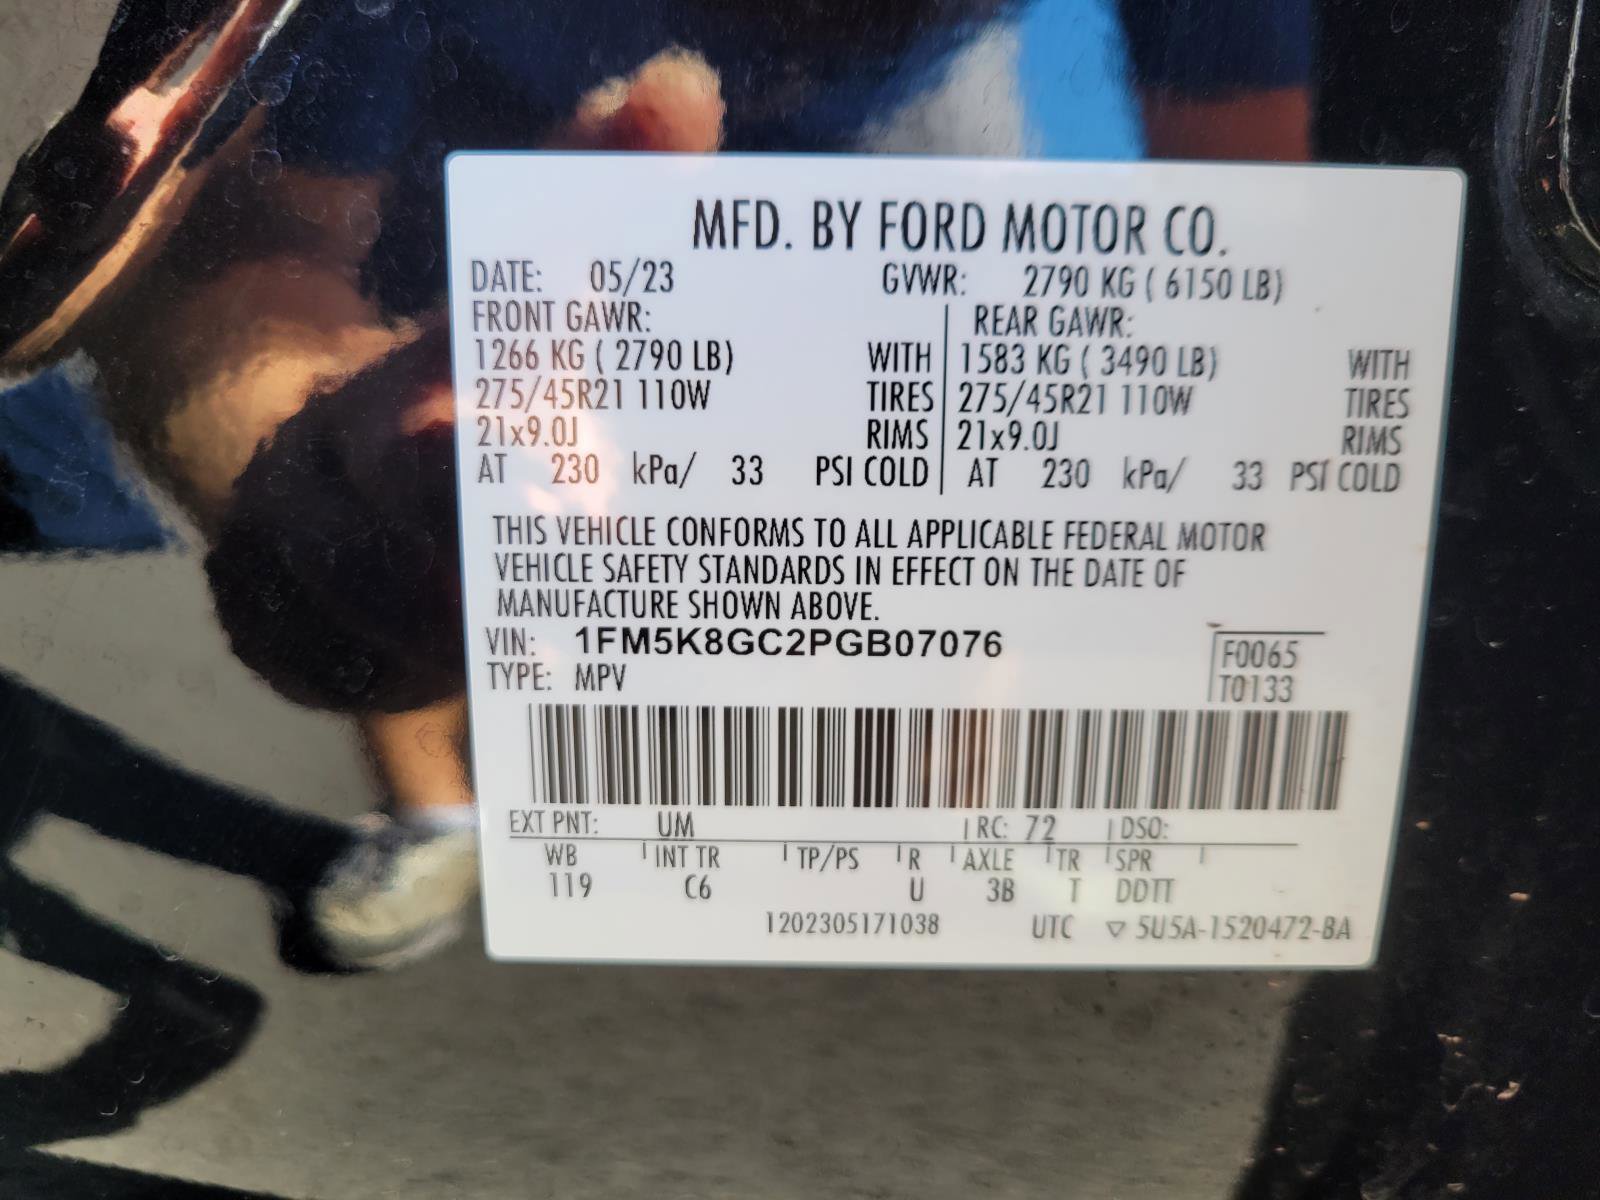 MFD. BY FORD MOTOR CO.
DATE: 05/23 GVWR: 2790 KG ( 6150 LB)
FRONT GAWR: REAR GAWR:
1266 KG ( 2790 LB) WITH 1583 KG ( 3490 LB) WITH
275/45R21 110W TIRES 275/45R21 110W TIRES
21x9.0J RIMS 21x9.0J RIMS
AT 230 kPa/ 33 PSI COLD AT 230 kPa/ 33 PSI COLD
THIS VEHICLE CONFORMS TO ALL APPLICABLE FEDERAL MOTOR
VEHICLE SAFETY STANDARDS IN EFFECT ON THE DATE OF
MANUFACTURE SHOWN ABOVE.
VIN: 1FM5K8GC2PGB07076
F0065
TYPE: MPV
T0133
EXT PNT: UM RC: 72 DSO:
WB INT TR TP/PS R AXLE TR SPR
119 C6 U 3B T DDTT
1202305171038 UTC ▽ 5U5A-1520472-BA